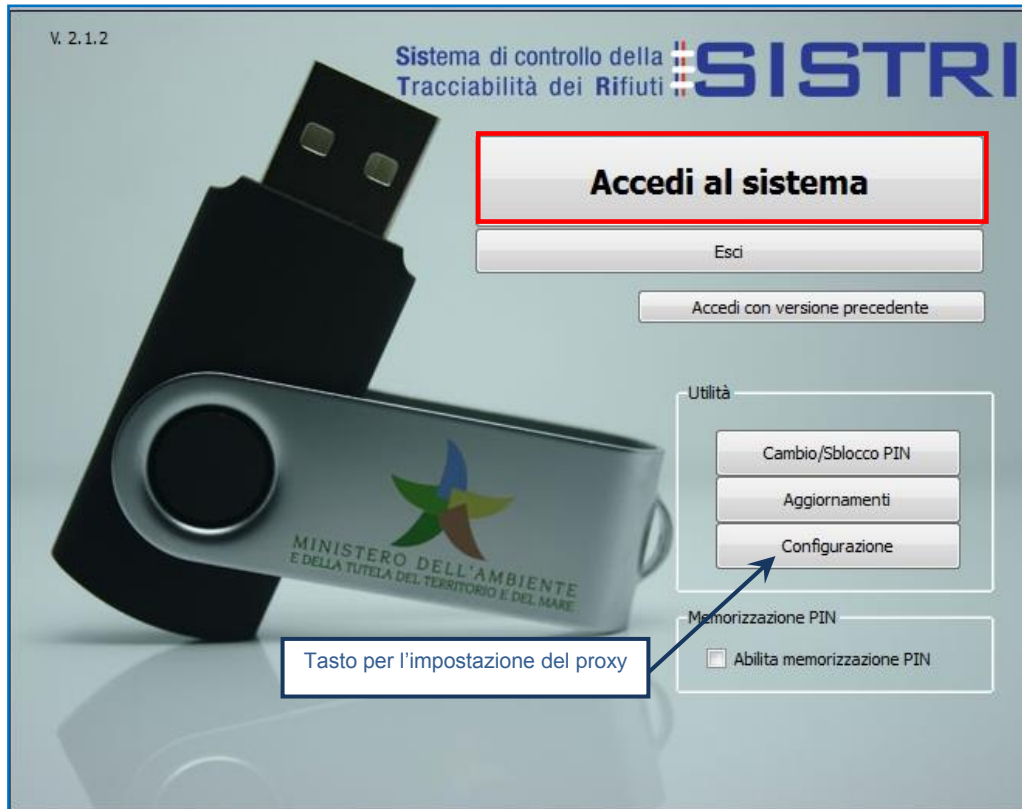 V. 2.1.2
Sistema di controllo della
Tracciabilità dei Rifiuti
SISTRI
Accedi al sistema
Esci
Accedi con versione precedente
Utilità
Cambio/Sblocco PIN
Aggiornamenti
Configurazione
MINISTERO DELL'AMBIENTE
E DELLA TUTELA DEL TERRITORIO E DEL MARE
Memorizzazione PIN
Tasto per l’impostazione del proxy
Abilita memorizzazione PIN